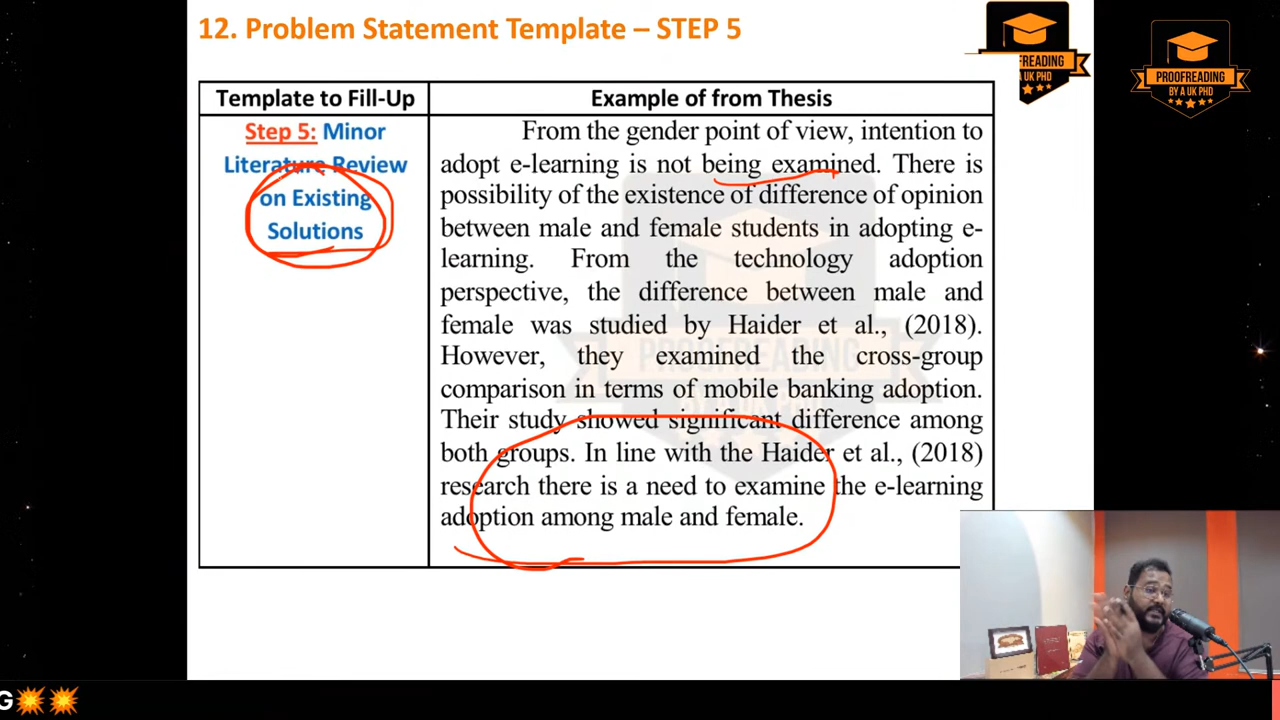 12. Problem Statement Template – STEP 5
READING
A UK PHD
PROOFREADING
BY A UK PHD
Template to Fill-Up
Example of from Thesis
Step 5: Minor
Literature Review
on Existing
Solutions
From the gender point of view, intention to
adopt e-learning is not being examined. There is
possibility of the existence of difference of opinion
between male and female students in adopting e-
learning. From the technology adoption
perspective, the difference between male and
female was studied by Haider et al., (2018).
However, they examined the cross-group
comparison in terms of mobile banking adoption.
Their study showed significant difference among
both groups. In line with the Haider et al., (2018)
research there is a need to examine the e-learning
adoption among male and female.
PROOFREADING
G💥💥